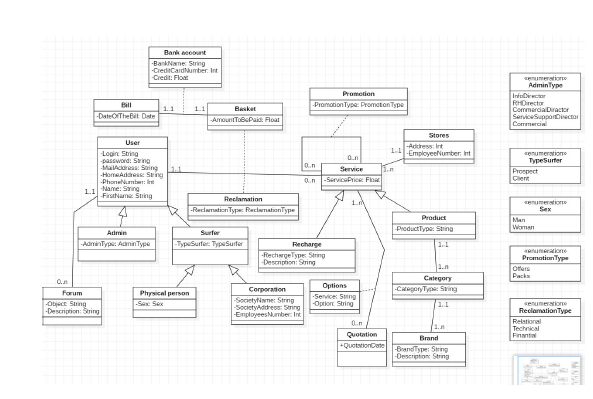 Bank account
-BankName: String
-CreditCardNumber: Int
-Credit: Float
Bill
-DateOfTheBill: Date
1..1
1..1
Basket
-AmountToBePaid: Float
Promotion
-PromotionType: PromotionType
User
-Login: String
-password: String
-MailAddress: String
-HomeAddress: String
-PhoneNumber: Int
-Name: String
-FirstName: String
1..1
1..1
0..n
0..n
0..n
Service
-ServicePrice: Float
1..n
1..n
1..1
Stores
-Address: Int
-EmployeeNumber: Int
Reclamation
-ReclamationType: ReclamationType
Admin
-AdminType: AdminType
Surfer
-TypeSurfer: TypeSurfer
Recharge
-RechargeType: String
-Description: String
Product
-ProductType: String
1..1
1..n
Category
-CategoryType: String
1..1
1..n
0..n
Forum
-Object: String
-Description: String
Physical person
-Sex: Sex
Corporation
-SocietyName: String
-SocietyAddress: String
-EmployeesNumber: Int
Options
-Service: String
-Option: String
0..n
Quotation
+QuotationDate
Brand
-BrandType: String
-Description: String
«enumeration»
AdminType
InfoDirector
RHDirector
CommercialDiractor
ServiceSupportDirector
Commercial
«enumeration»
TypeSurfer
Prospect
Client
«enumeration»
Sex
Man
Woman
«enumeration»
PromotionType
Offers
Packs
«enumeration»
ReclamationType
Relational
Technical
Finantial